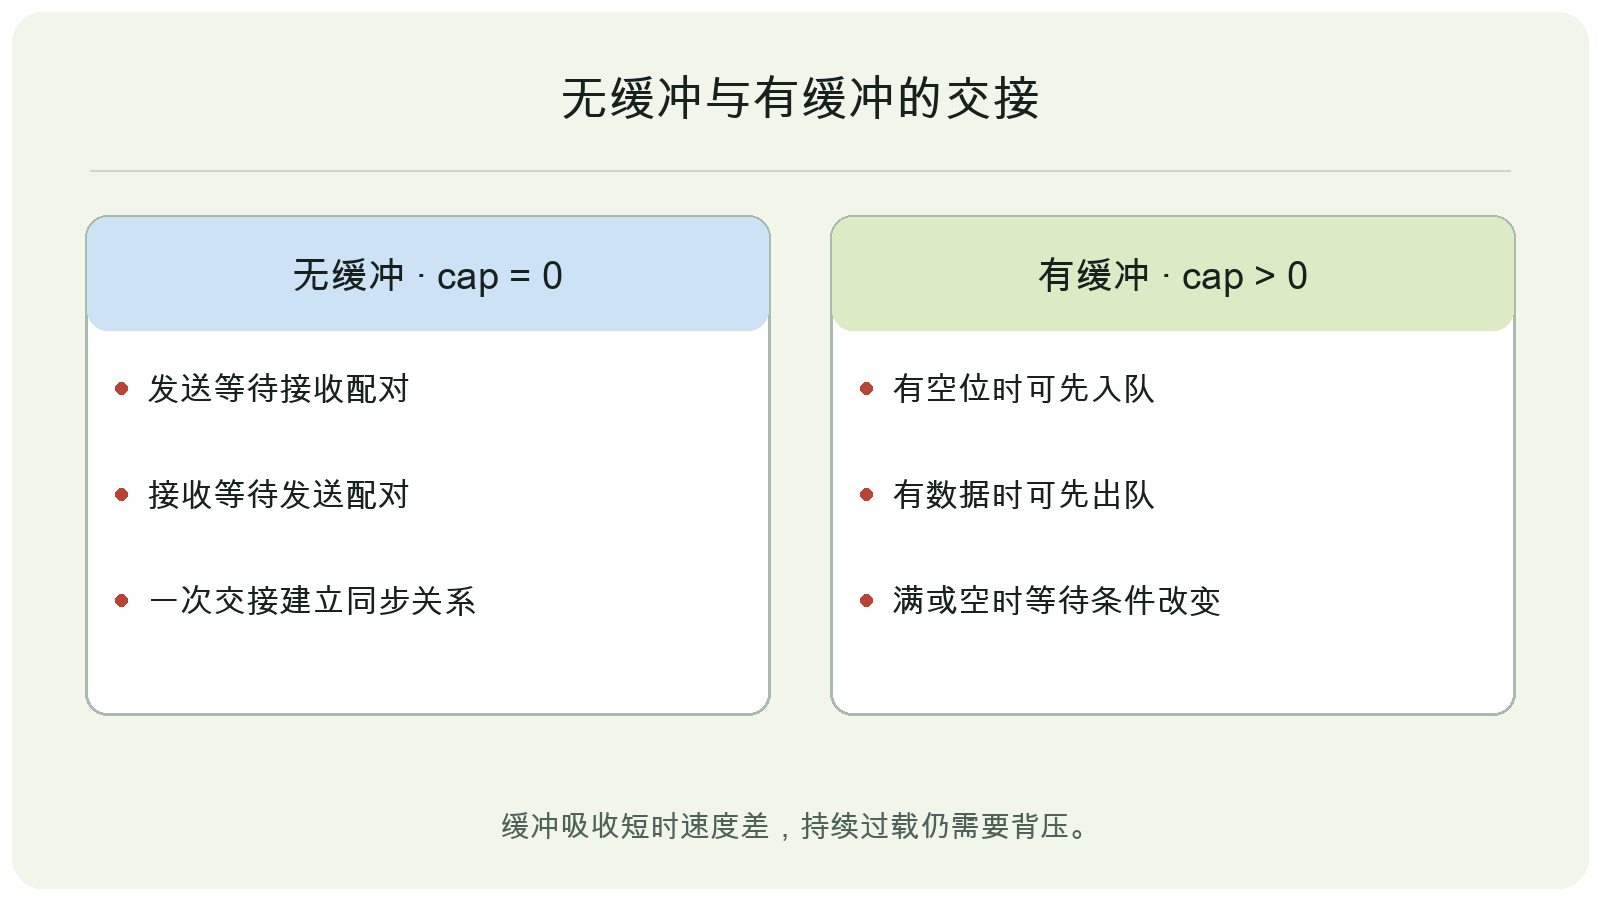 无缓冲与有缓冲的交接
无缓冲 · cap = 0
发送等待接收配对
接收等待发送配对
一次交接建立同步关系
有缓冲 · cap > 0
有空位时可先入队
有数据时可先出队
满或空时等待条件改变
缓冲吸收短时速度差，持续过载仍需要背压。